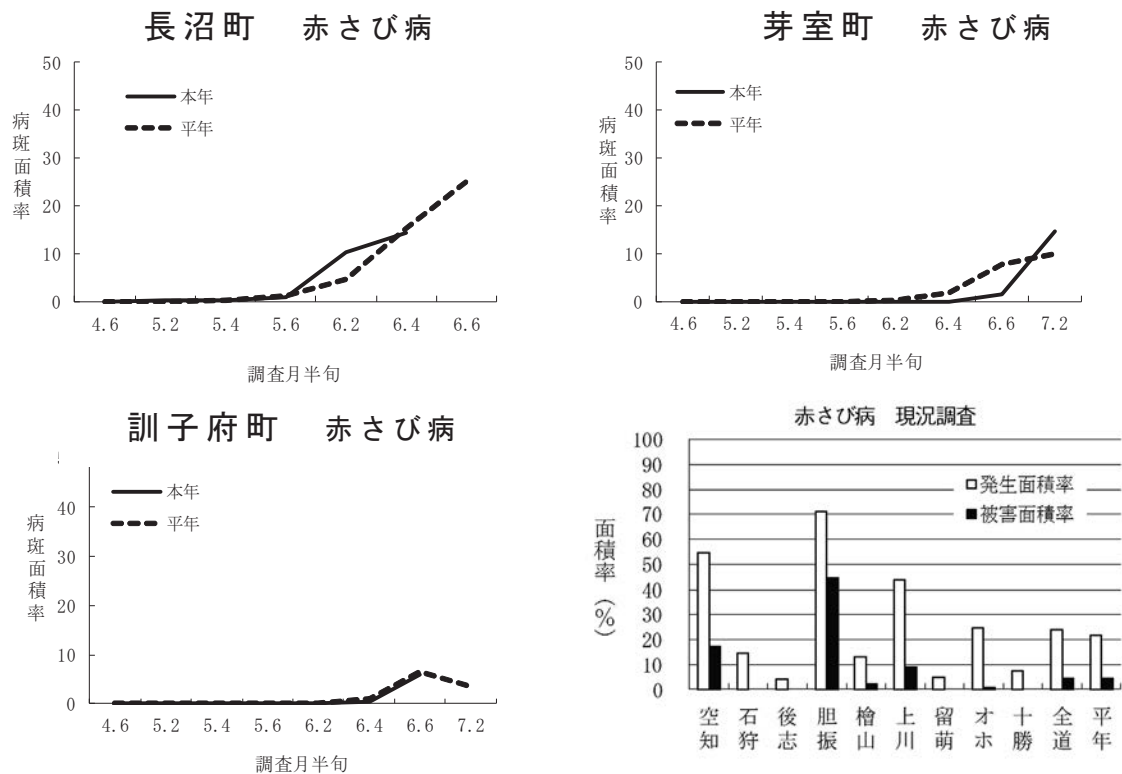 長沼町 赤さび病
病斑面積率
50
40
30
20
10
0
本年
平年
4.6 5.2 5.4 5.6 6.2 6.4 6.6
調査月半旬
芽室町 赤さび病
病斑面積率
50
40
30
20
10
0
本年
平年
4.6 5.2 5.4 5.6 6.2 6.4 6.6 7.2
調査月半旬
訓子府町 赤さび病
病斑面積率
40
30
20
10
0
本年
平年
4.6 5.2 5.4 5.6 6.2 6.4 6.6 7.2
調査月半旬
赤さび病 現況調査
面積率(%)
100
90
80
70
60
50
40
30
20
10
0
発生面積率
被害面積率
空知 石狩 後志 胆振 檜山 上川 留萌 オホ 十勝 全道 平年